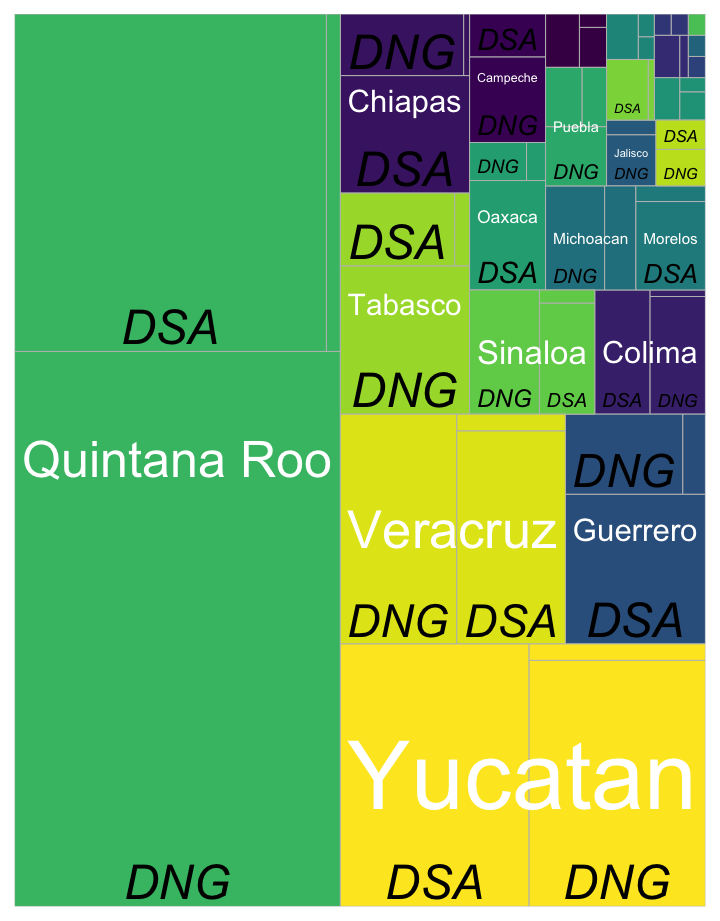 DSA
Quintana Roo
DNG
DNG
Chiapas
DSA
DSA
Tabasco
DNG
DSA
Campeche
DNG
DNG
Oaxaca
DSA
Puebla
DNG
DSA
Jalisco
DNG
DSA
DNG
Michoacan
DNG
Morelos
DSA
Sinaloa
DNG
DSA
Colima
DSA
DNG
Veracruz
DNG
DSA
DNG
Guerrero
DSA
Yucatan
DSA
DNG